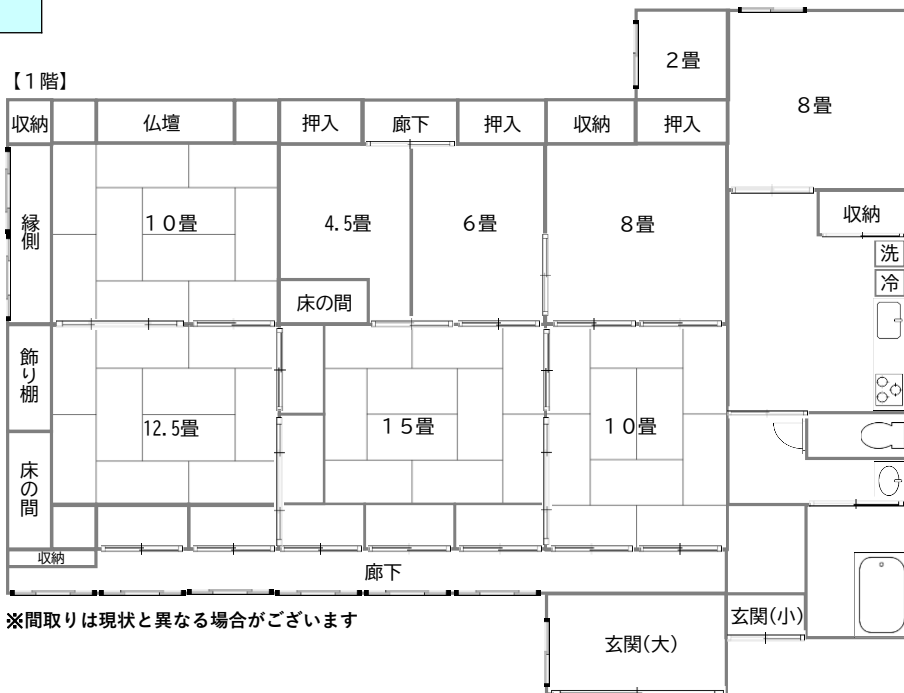 【1階】
2畳
8畳
収納
仏壇
押入
廊下
押入
収納
押入
縁側
10畳
4.5畳
6畳
8畳
収納
洗
冷
床の間
飾り棚
12.5畳
15畳
10畳
床の間
収納
廊下
※間取りは現状と異なる場合がございます
玄関(大)
玄関(小)